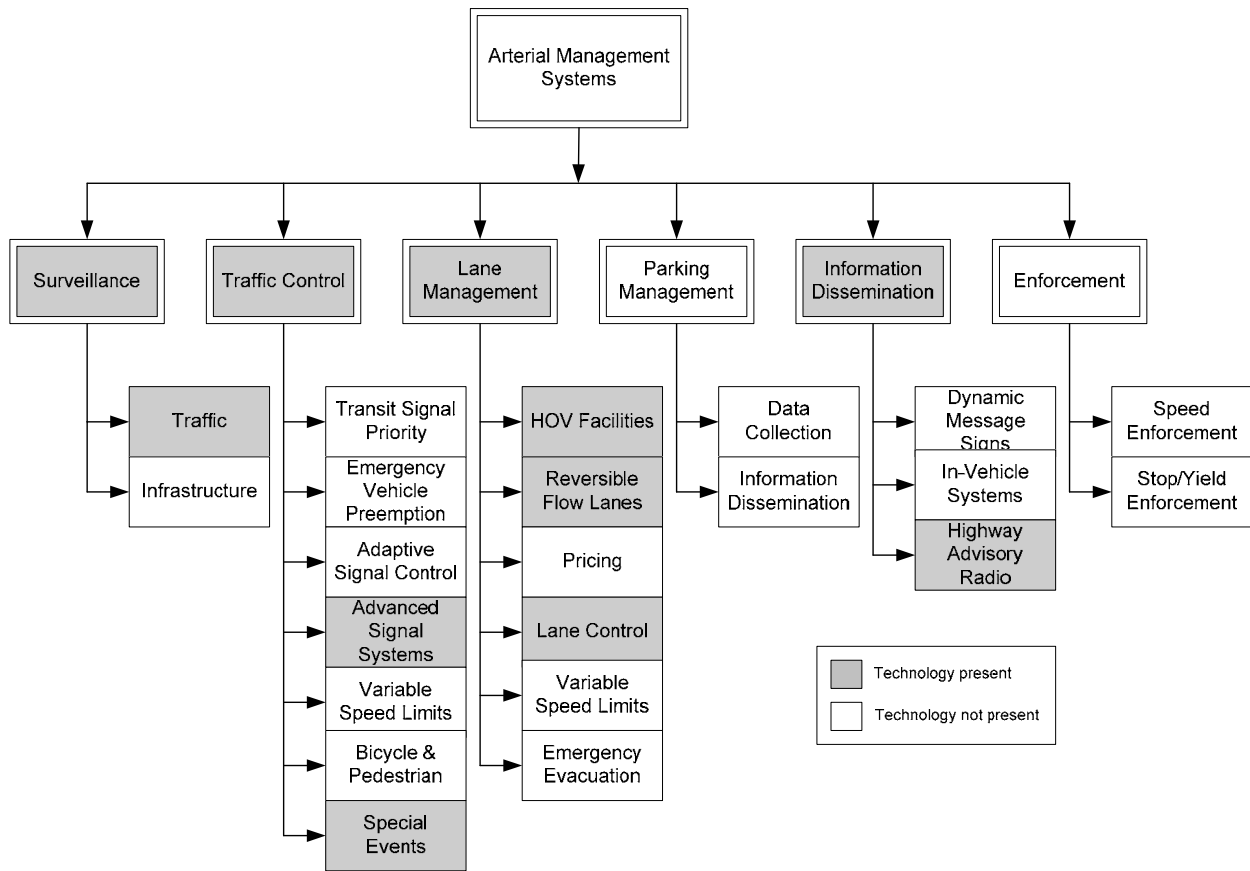 Arterial Management
Systems
Surveillance
Traffic Control
Lane
Management
Parking
Management
Information
Dissemination
Enforcement
Traffic
Infrastructure
Transit Signal
Priority
Emergency
Vehicle
Preemption
Adaptive
Signal Control
Advanced
Signal
Systems
Variable
Speed Limits
Bicycle &
Pedestrian
Special
Events
HOV Facilities
Reversible
Flow Lanes
Pricing
Lane Control
Variable
Speed Limits
Emergency
Evacuation
Data
Collection
Information
Dissemination
Dynamic
Message
Signs
In-Vehicle
Systems
Highway
Advisory
Radio
Speed
Enforcement
Stop/Yield
Enforcement
Technology present
Technology not present